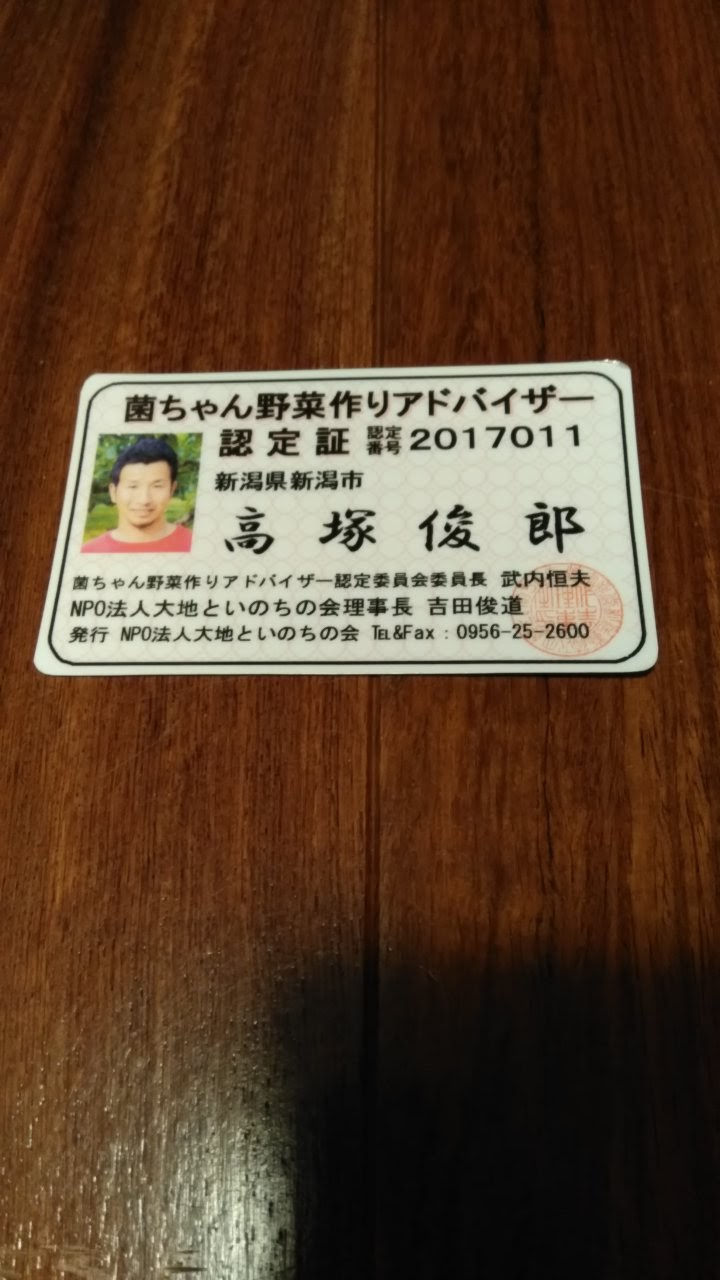 菌ちゃん野菜作りアドバイザー
認定証 認定番号 2017011
新潟県新潟市
高塚俊郎
菌ちゃん野菜作りアドバイザー認定委員会委員長 武内恒夫
NPO法人大地といのちの会理事長 吉田俊道
発行 NPO法人大地といのちの会 ℡&Fax：0956-25-2600